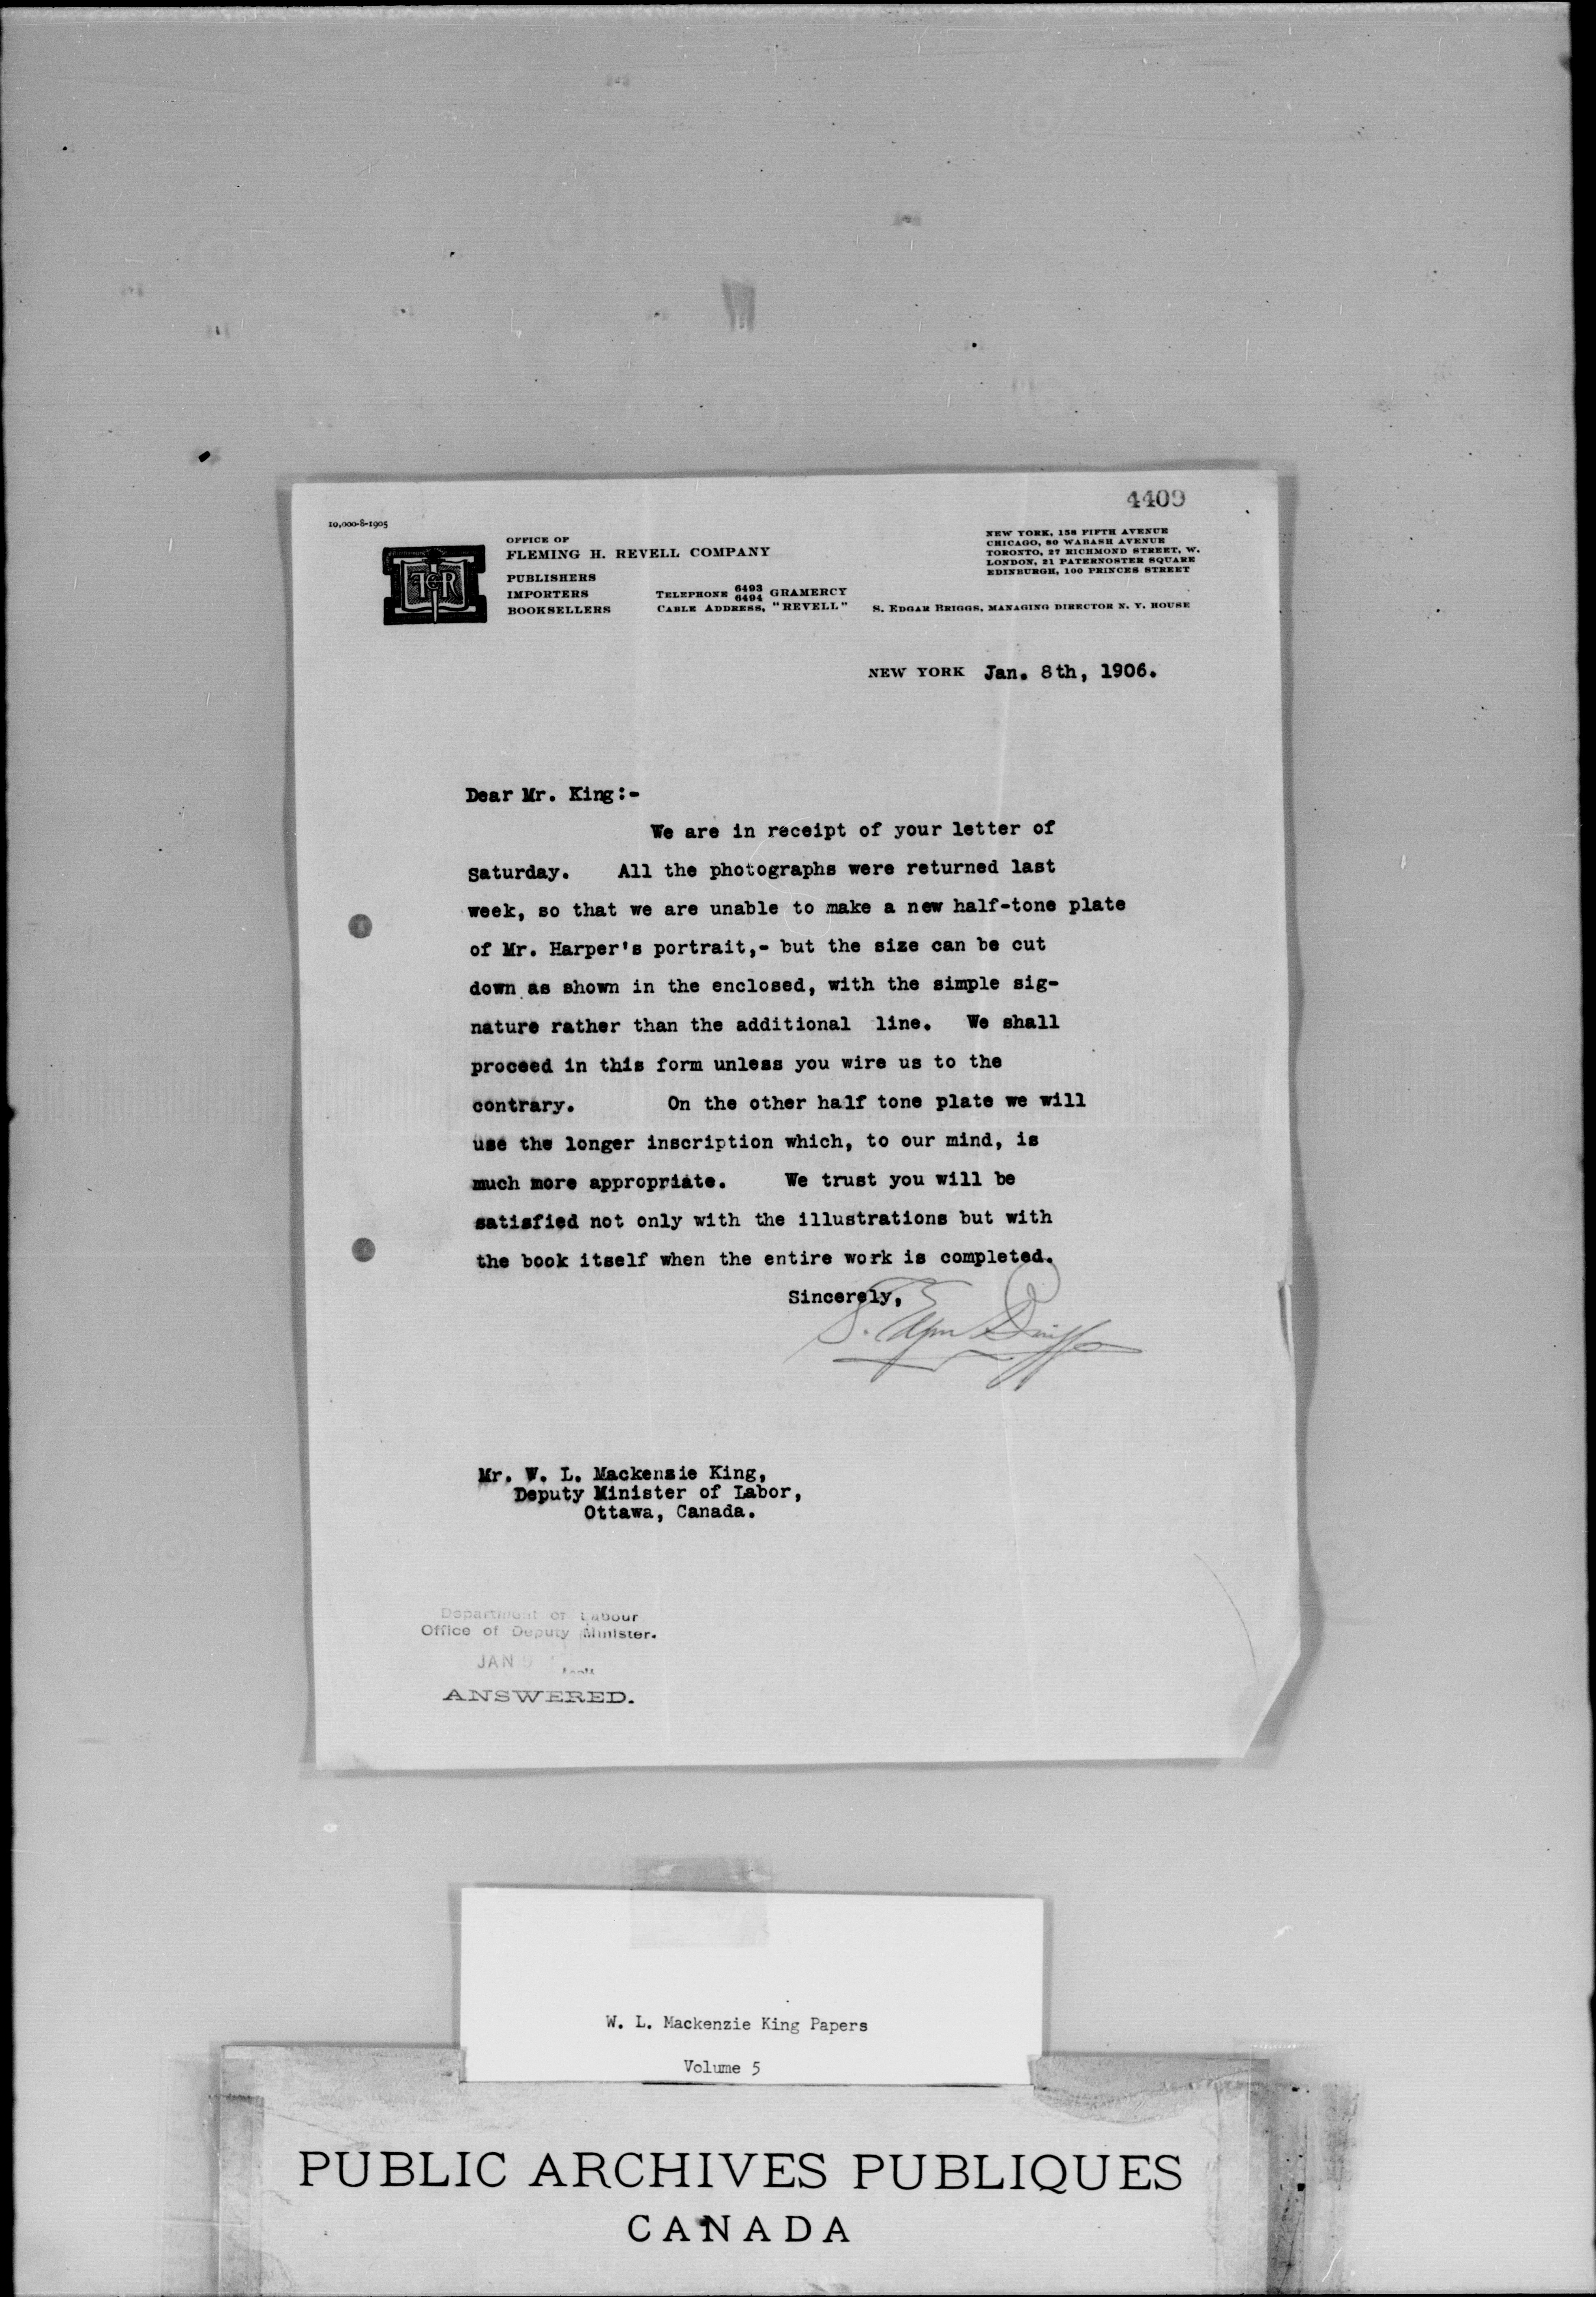 4409
10,000-8-1905
OFFICE OF
FLEMING H. REVELL COMPANY
PUBLISHERS
IMPORTERS
BOOKSELLERS
TELEPHONE 6493 6494 GRAMERCY
CABLE ADDRESS, "REVELL"
NEW YORK, 158 FIFTH AVENUE
CHICAGO, 80 WABASH AVENUE
TORONTO, 27 RICHMOND STREET, W.
LONDON, 21 PATERNOSTER SQUARE
EDINBURGH, 100 PRINCES STREET
S. EDGAR BRIGGS, MANAGING DIRECTOR N. Y. HOUSE
NEW YORK Jan. 8th, 1906.
Dear Mr. King:-
We are in receipt of your letter of
Saturday. All the photographs were returned last
week, so that we are unable to make a new half-tone plate
of Mr. Harper's portrait,- but the size can be cut
down as shown in the enclosed, with the simple sig-
nature rather than the additional line. We shall
proceed in this form unless you wire us to the
contrary. On the other half tone plate we will
use the longer inscription which, to our mind, is
much more appropriate. We trust you will be
satisfied not only with the illustrations but with
the book itself when the entire work is completed.
Sincerely,
S. Edgar Briggs
Mr. W. L. Mackenzie King,
Deputy Minister of Labor,
Ottawa, Canada.
Department of Labour
Office of Deputy Minister.
JAN 9
ANSWERED.
W. L. Mackenzie King Papers
Volume 5
PUBLIC ARCHIVES PUBLIQUES
CANADA